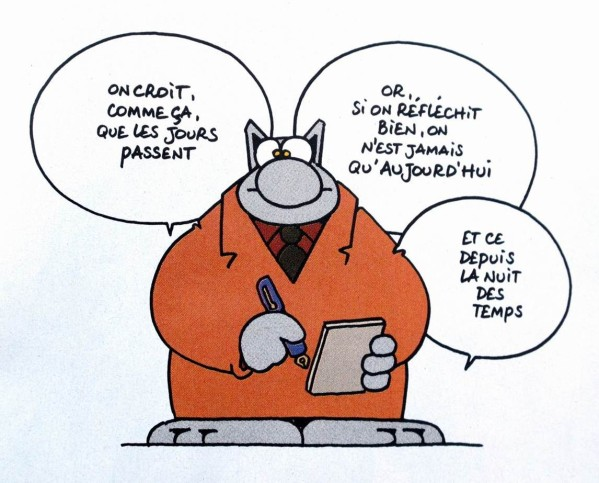 ON CROIT,
COMME ÇA,
QUE LES JOURS
PASSENT
OR,
SI ON RÉFLÉCHIT
BIEN, ON
N'EST JAMAIS
QU'AUJOURD'HUI
ET CE
DEPUIS
LA NUIT
DES
TEMPS